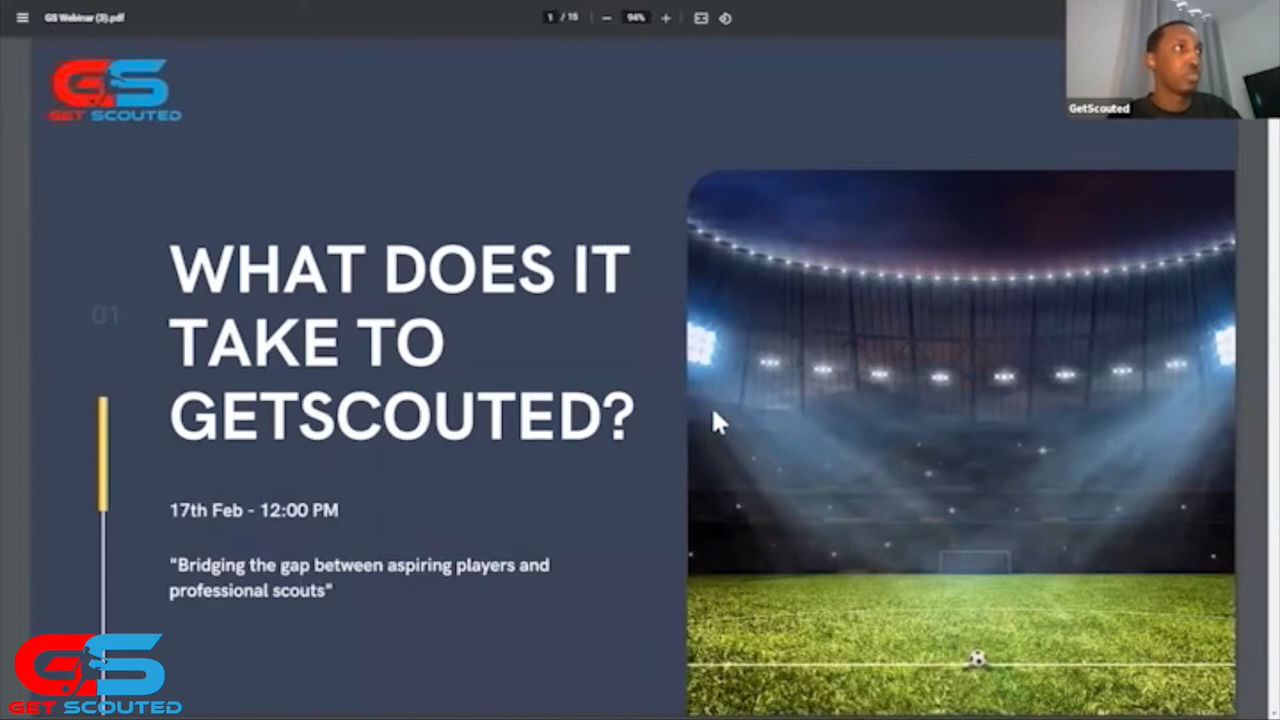 GS Webinar (3).pdf
1 / 15
94%
GetScouted
GS
GET SCOUTED
WHAT DOES IT
TAKE TO
GETSCOUTED?
01
17th Feb - 12:00 PM
"Bridging the gap between aspiring players and
professional scouts"
GS
GET SCOUTED